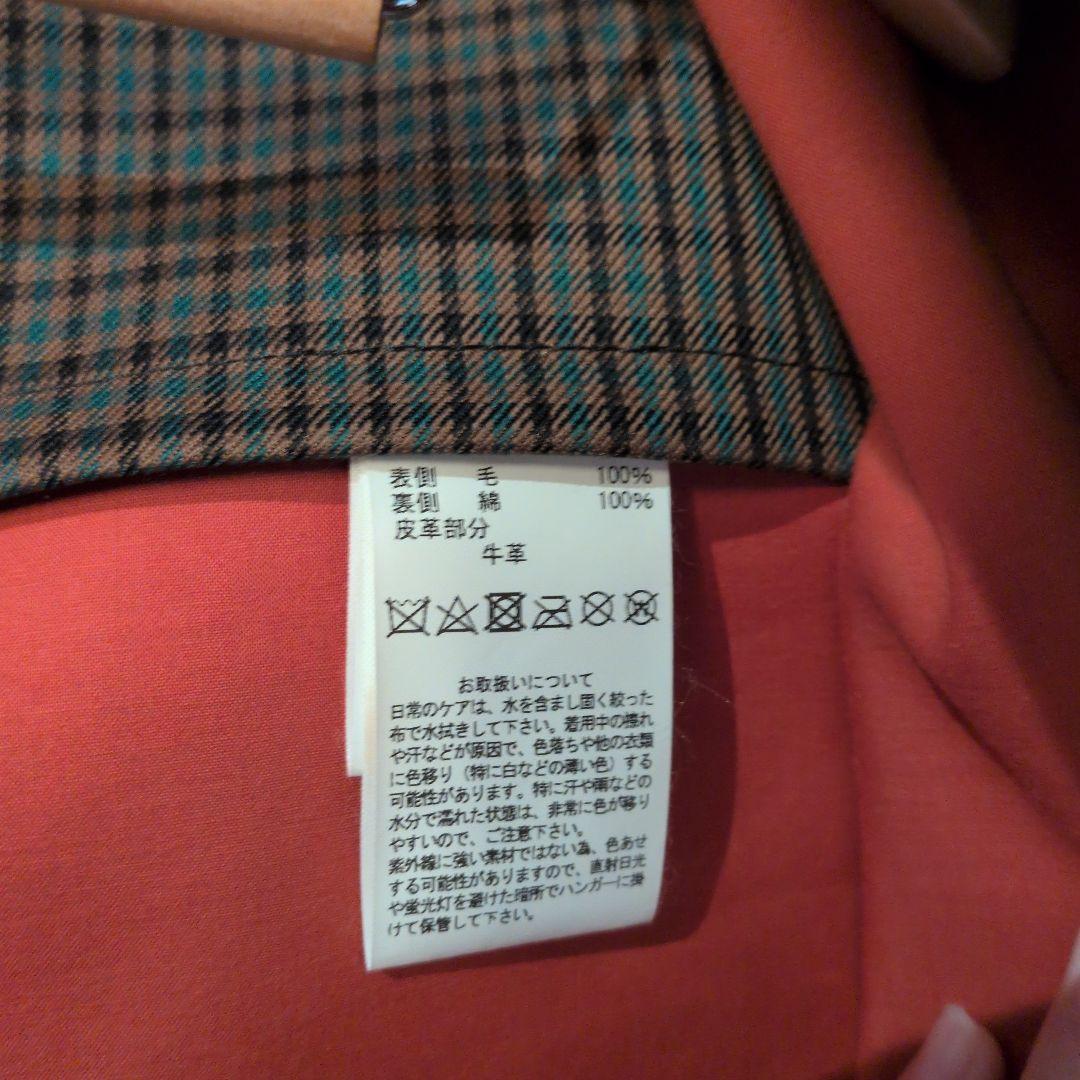 表側 毛 100%
裏側 綿 100%
皮革部分
牛革
お取扱いについて
日常のケアは、水を含まし固く絞った
布で水拭きして下さい。着用中の擦れ
や汗などが原因で、色落ちや他の衣類
に色移り（特に白などの薄い色）する
可能性があります。特に汗や雨などの
水分で濡れた状態は、非常に色が移り
やすいので、ご注意下さい。
紫外線に強い素材ではない為、色あせ
する可能性がありますので、直射日光
や蛍光灯を避けた暗所でハンガーに掛
けて保管して下さい。